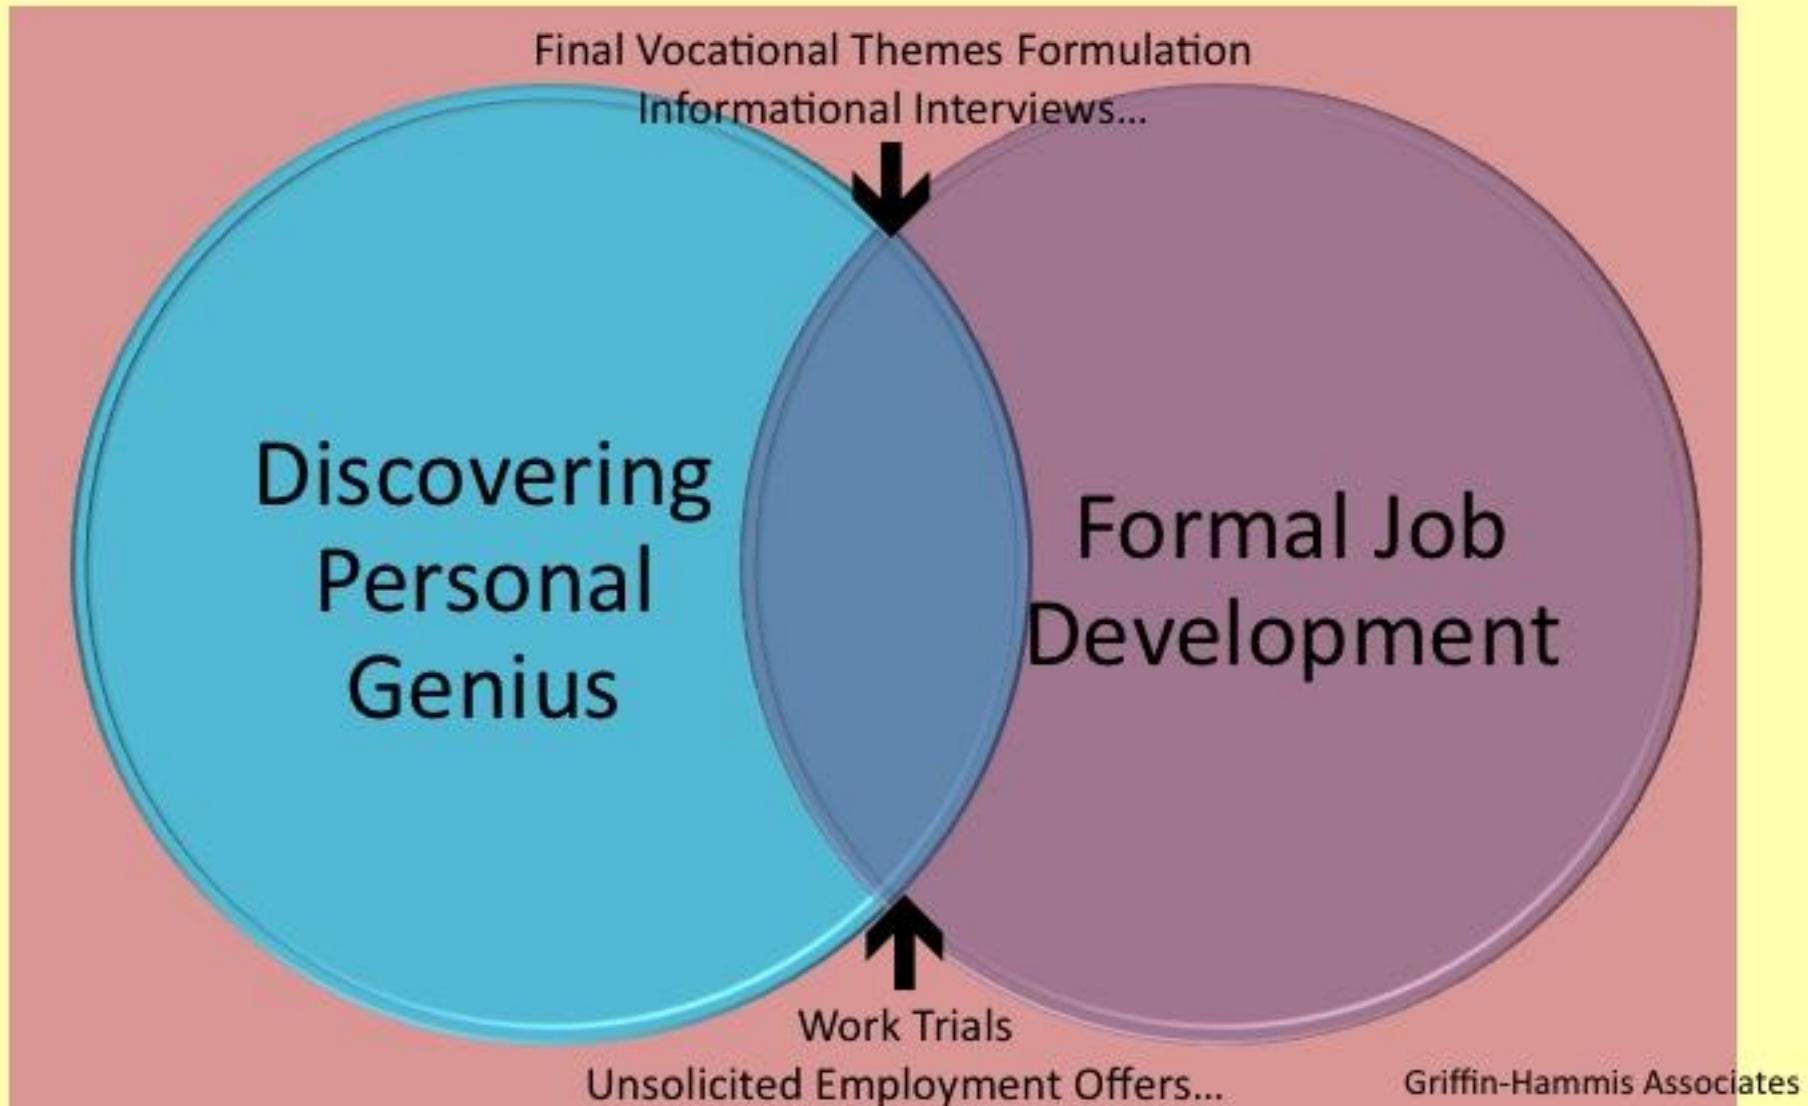 Final Vocational Themes Formulation
Informational Interviews...
Discovering
Personal
Genius
Formal Job
Development
Work Trials
Unsolicited Employment Offers...
Griffin-Hammis Associates